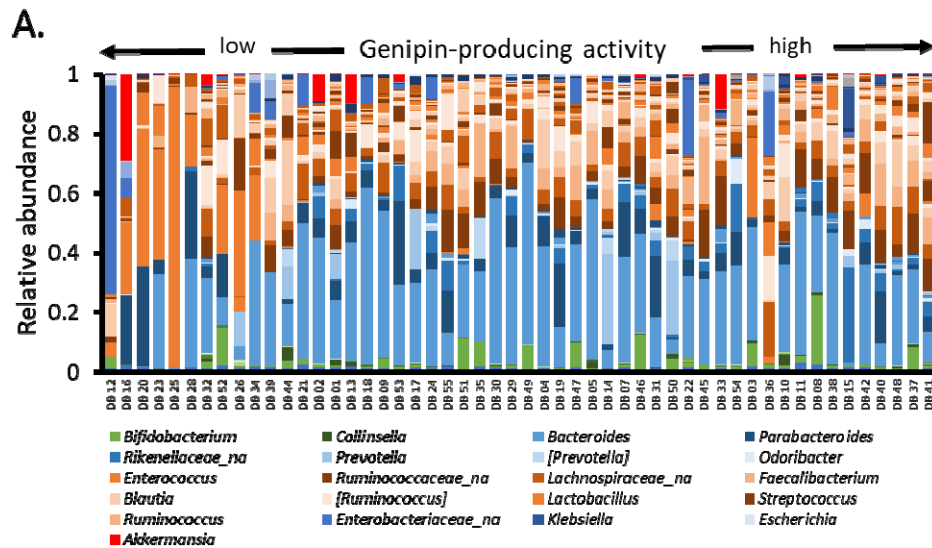 A.
low Genipin-producing activity high
Relative abundance
1
0.8
0.6
0.4
0.2
0
DB12 DB16 DB20 DB23 DB25 DB28 DB32 DB52 DB26 DB34 DB39 DB44 DB21 DB02 DB01 DB13 DB18 DB09 DB53 DB17 DB24 DB55 DB51 DB35 DB30 DB29 DB49 DB04 DB19 DB47 DB05 DB14 DB07 DB46 DB31 DB50 DB22 DB45 DB33 DB54 DB03 DB36 DB10 DB11 DB08 DB38 DB15 DB42 DB40 DB48 DB37 DB41
Bifidobacterium Collinsella Bacteroides Parabacteroides
Rikenellaceae_na Prevotella [Prevotella] Odoribacter
Enterococcus Ruminococcaceae_na Lachnospiraceae_na Faecalibacterium
Blautia [Ruminococcus] Lactobacillus Streptococcus
Ruminococcus Enterobacteriaceae_na Klebsiella Escherichia
Akkermansia